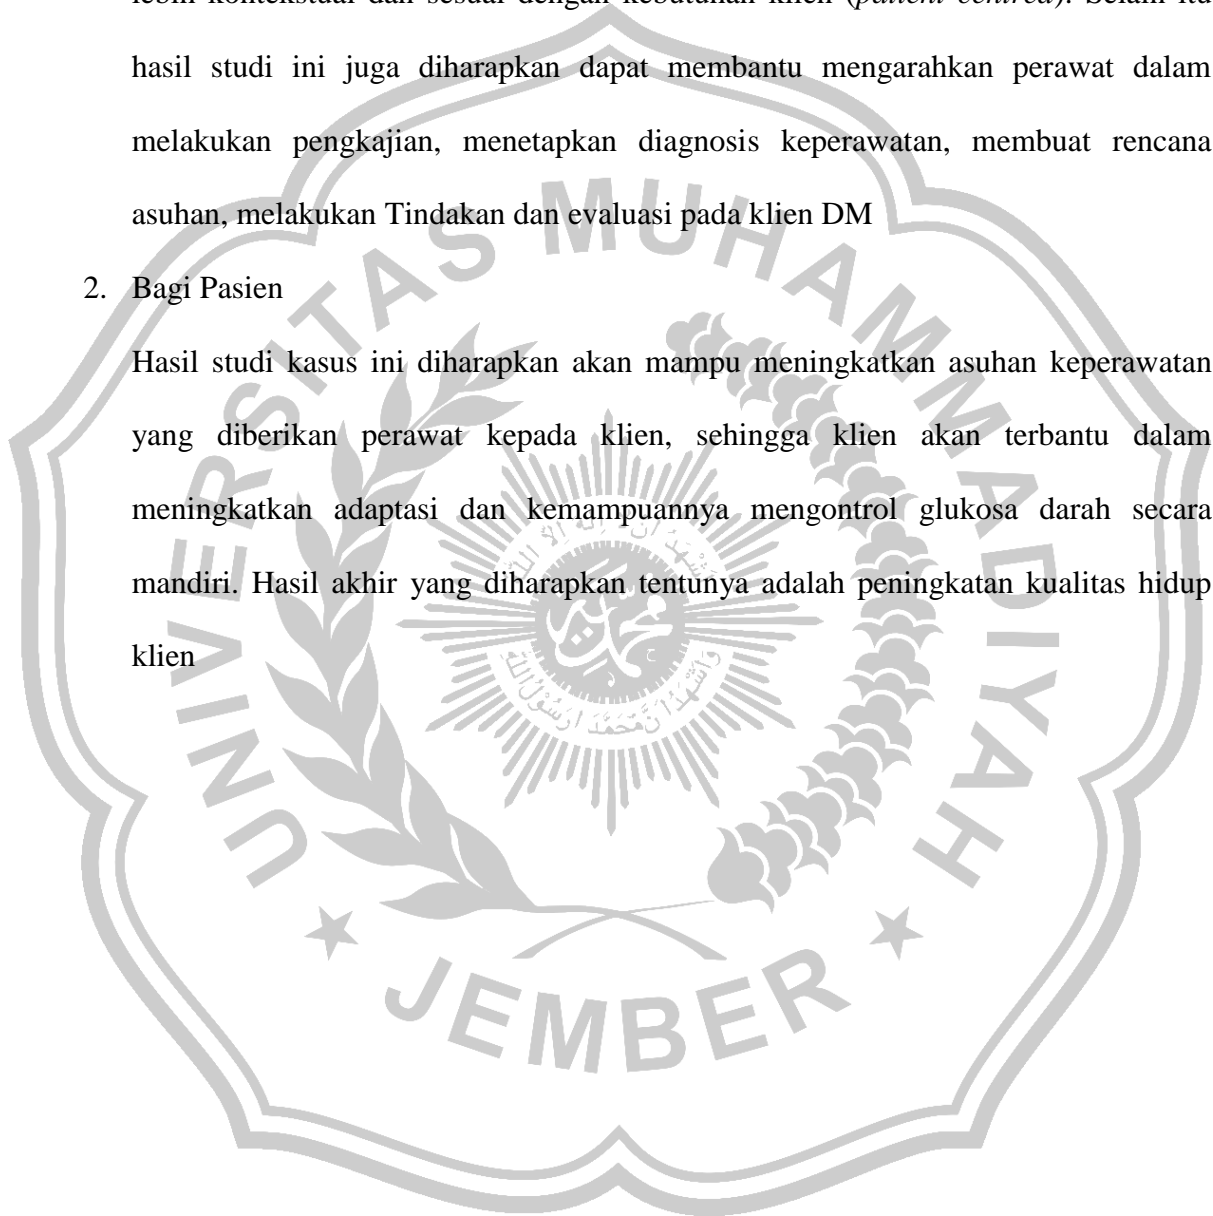 lebih kontekstual dan sesuai dengan kebutuhan klien (patient centred). Selain itu
hasil studi ini juga diharapkan dapat membantu mengarahkan perawat dalam
melakukan pengkajian, menetapkan diagnosis keperawatan, membuat rencana
asuhan, melakukan Tindakan dan evaluasi pada klien DM
2. Bagi Pasien
Hasil studi kasus ini diharapkan akan mampu meningkatkan asuhan keperawatan
yang diberikan perawat kepada klien, sehingga klien akan terbantu dalam
meningkatkan adaptasi dan kemampuannya mengontrol glukosa darah secara
mandiri. Hasil akhir yang diharapkan tentunya adalah peningkatan kualitas hidup
klien
UNIVERSITAS MUHAMMADIYAH
JEMBER